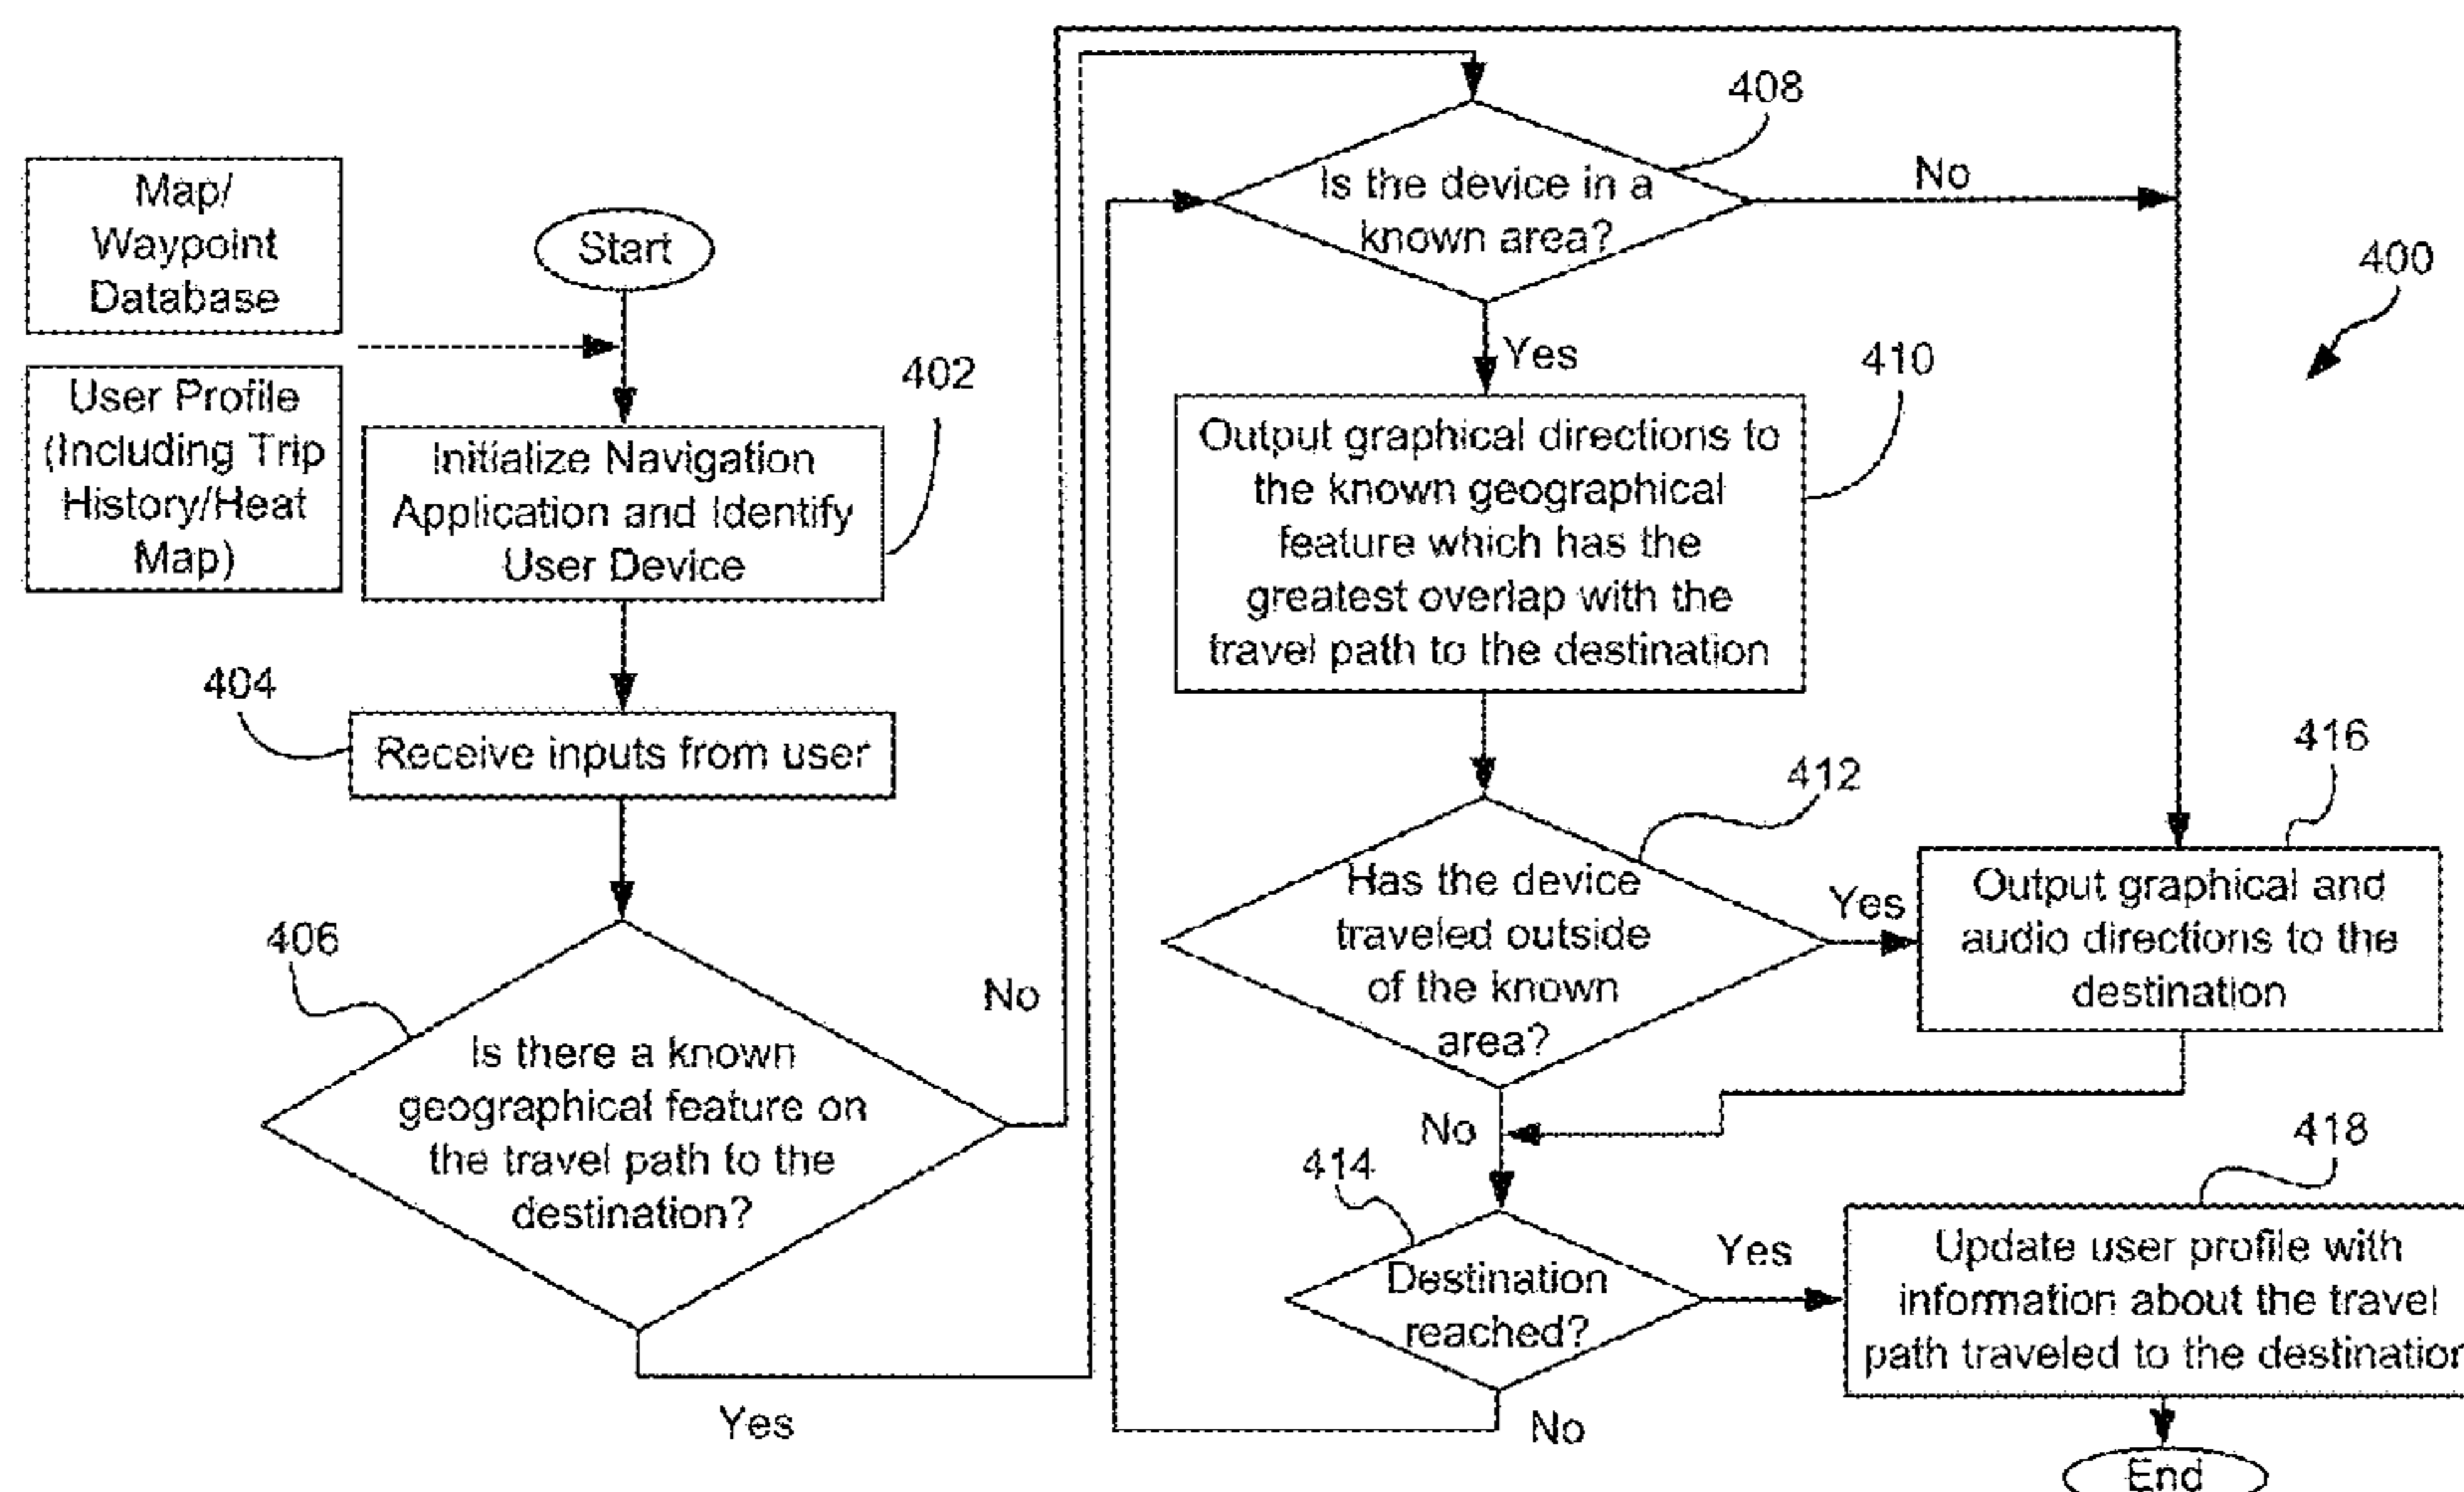 Map/
Waypoint
Database
User Profile
(Including Trip
History/Heat
Map)
Start
402
Initialize Navigation
Application and Identify
User Device
404
Receive inputs from user
406
Is there a known
geographical feature on
the travel path to the
destination?
No
Yes
408
Is the device in a
known area?
No
Yes
400
410
Output graphical directions to
the known geographical
feature which has the
greatest overlap with the
travel path to the destination
412
Has the device
traveled outside
of the known
area?
Yes
No
416
Output graphical and
audio directions to the
destination
414
Destination
reached?
Yes
No
418
Update user profile with
information about the travel
path traveled to the destination
End